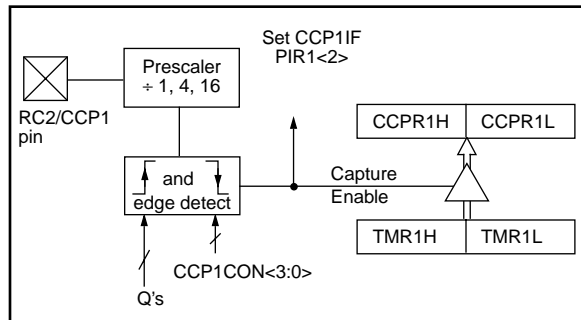 Set CCP1IF
PIR1<2>
Prescaler
÷ 1, 4, 16
RC2/CCP1
pin
CCPR1H
CCPR1L
and
edge detect
Capture
Enable
TMR1H
TMR1L
CCP1CON<3:0>
Q's